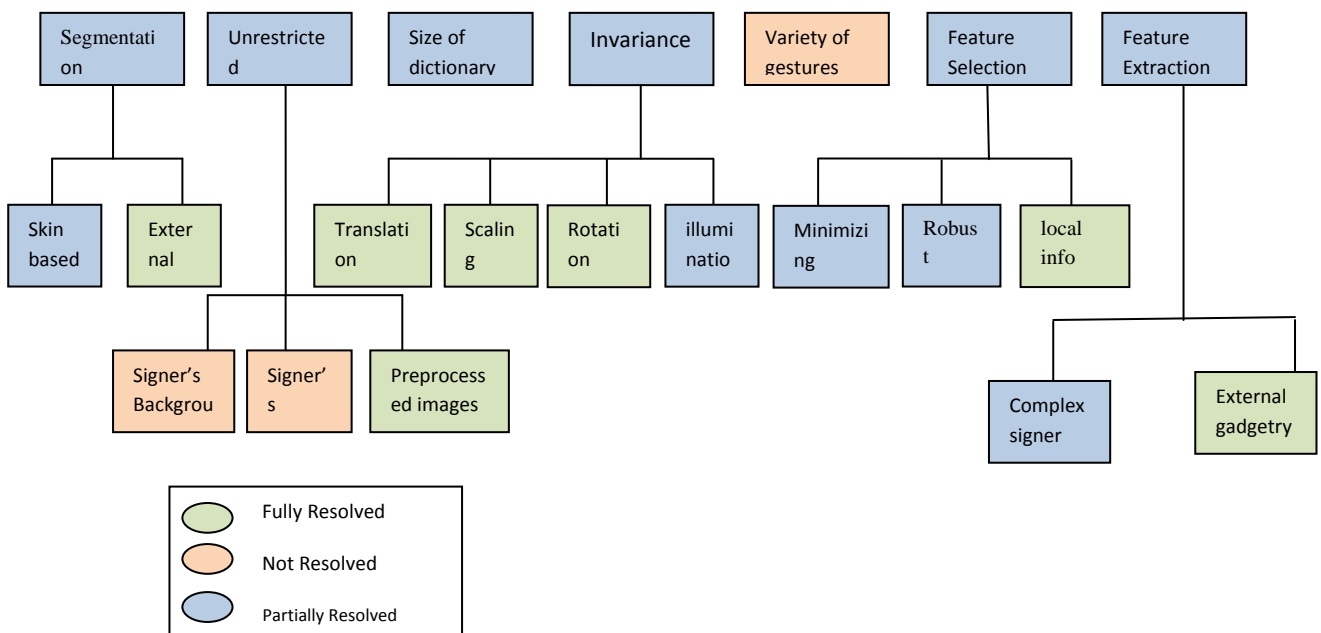 Segmentati
on
Unrestricte
d
Size of
dictionary
Invariance
Variety of
gestures
Feature
Selection
Feature
Extraction
Skin
based
Exter
nal
Translati
on
Scalin
g
Rotati
on
illumi
natio
Minimizi
ng
Robus
t
local
info
Signer's
Backgrou
Signer'
s
Preprocess
ed images
Complex
signer
External
gadgetry
Fully Resolved
Not Resolved
Partially Resolved